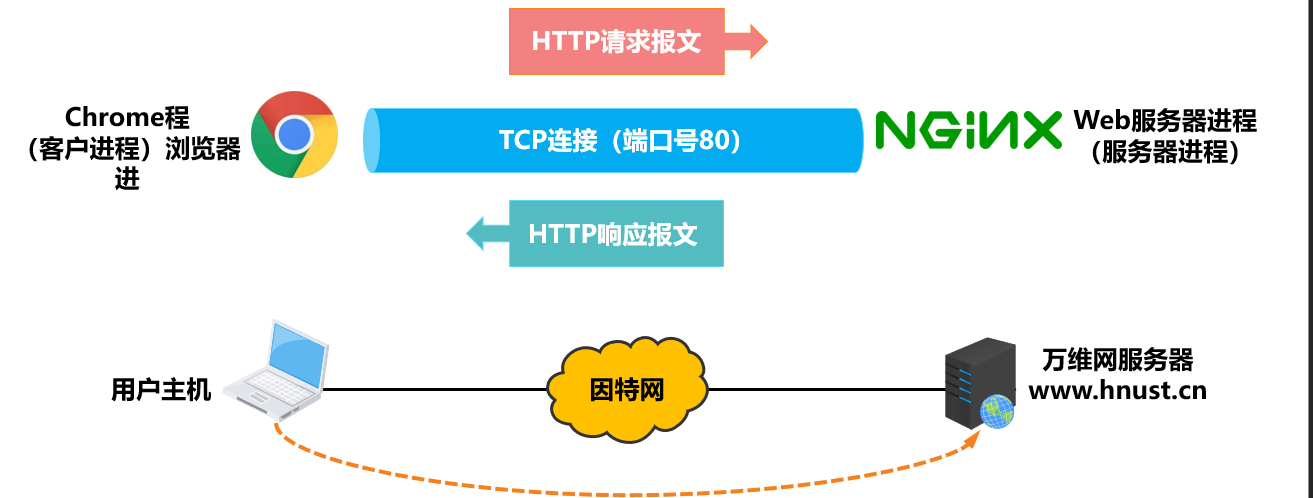 HTTP请求报文
Chrome程
（客户进程）浏览器
进
TCP连接（端口号80）
NGINX
Web服务器进程
（服务器进程）
HTTP响应报文
用户主机
因特网
万维网服务器
www.hnust.cn